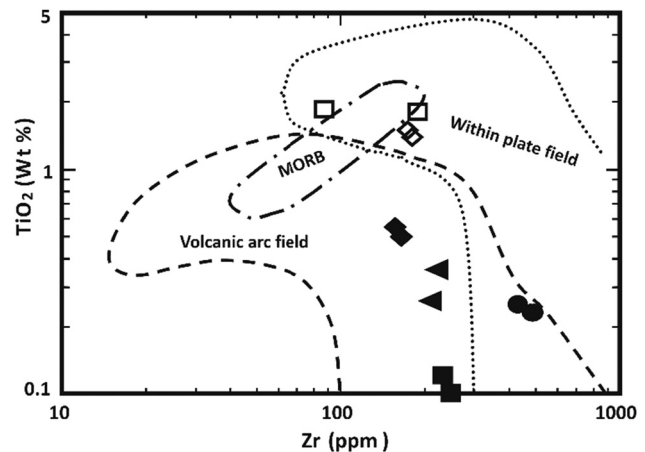 5
TiO₂ (Wt %)
Within plate field
MORB
1
Volcanic arc field
0.1
10 100 1000
Zr (ppm )